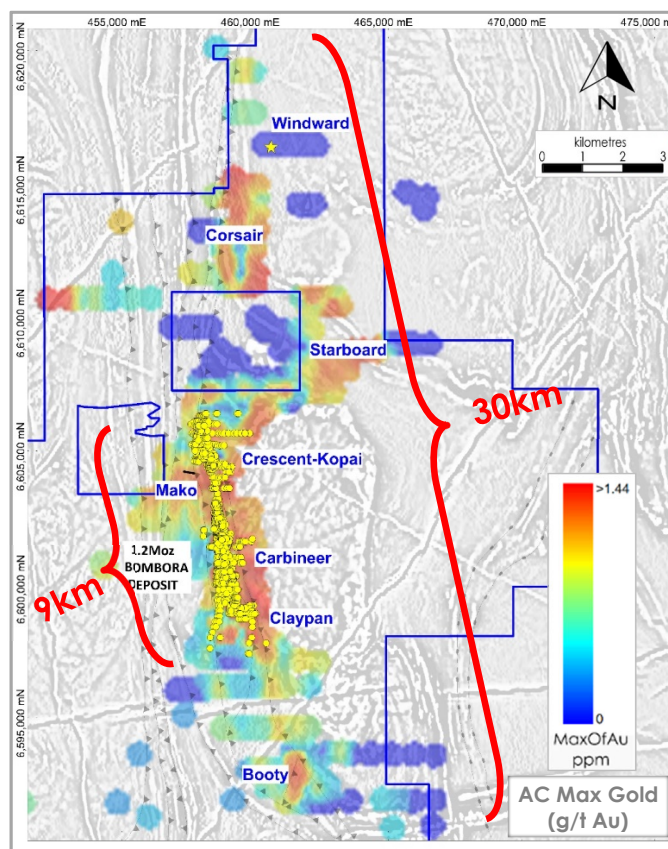 455,000 mE
460,000 mE
465,000 mE
470,000 mE
475,000 m
6,620,000 mN
6,615,000 mN
6,610,000 mN
6,605,000 mN
6,600,000 mN
6,595,000 mN
N
kilometres
0 1 2 3
Windward
Corsair
Starboard
30km
Crescent-Kopai
Mako
1.2Moz
BOMBORA
DEPOSIT
9km
Carbineer
Claypan
Booty
>1.44
0
MaxOfAu
ppm
AC Max Gold
(g/t Au)